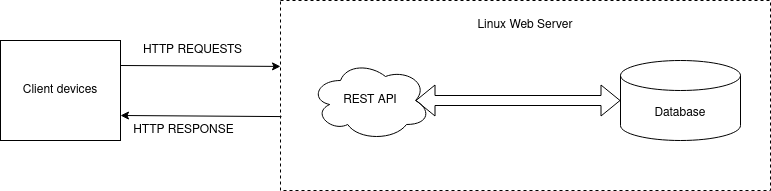 Linux Web Server
HTTP REQUESTS
Client devices
REST API
Database
HTTP RESPONSE